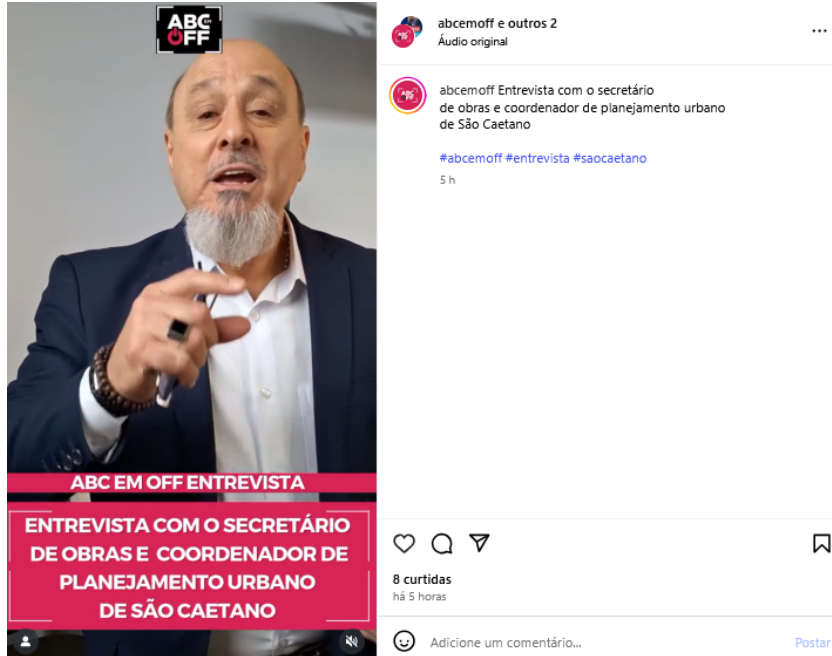 ABC EM
OFF
ABC EM OFF ENTREVISTA
ENTREVISTA COM O SECRETÁRIO
DE OBRAS E COORDENADOR DE
PLANEJAMENTO URBANO
DE SÃO CAETANO
abcemoff e outros 2
Áudio original
abcemoff Entrevista com o secretário
de obras e coordenador de planejamento urbano
de São Caetano
#abcemoff #entrevista #saocaetano
5 h
8 curtidas
há 5 horas
Adicione um comentário...
Postar